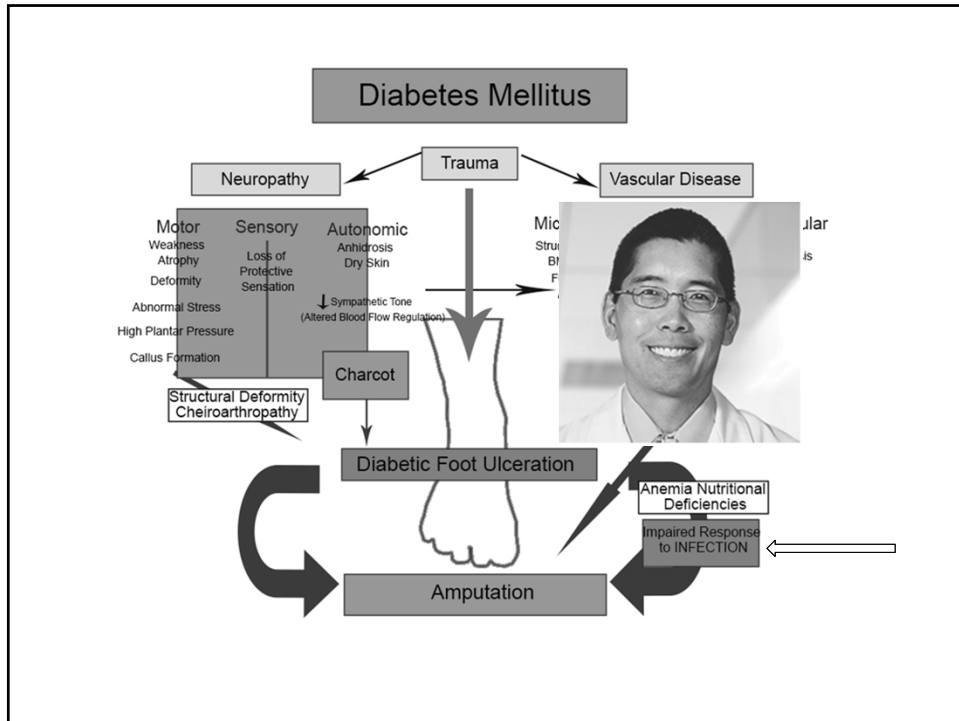 Diabetes Mellitus
Trauma
Neuropathy
Vascular Disease
Motor
Weakness
Atrophy
Deformity
Abnormal Stress
High Plantar Pressure
Callus Formation
Sensory
Loss of
Protective
Sensation
Autonomic
Anhidrosis
Dry Skin
↓ Sympathetic Tone
(Altered Blood Flow Regulation)
Charcot
Structural Deformity
Cheiroarthropathy
Diabetic Foot Ulceration
Anemia Nutritional
Deficiencies
Impaired Response
to INFECTION
Amputation